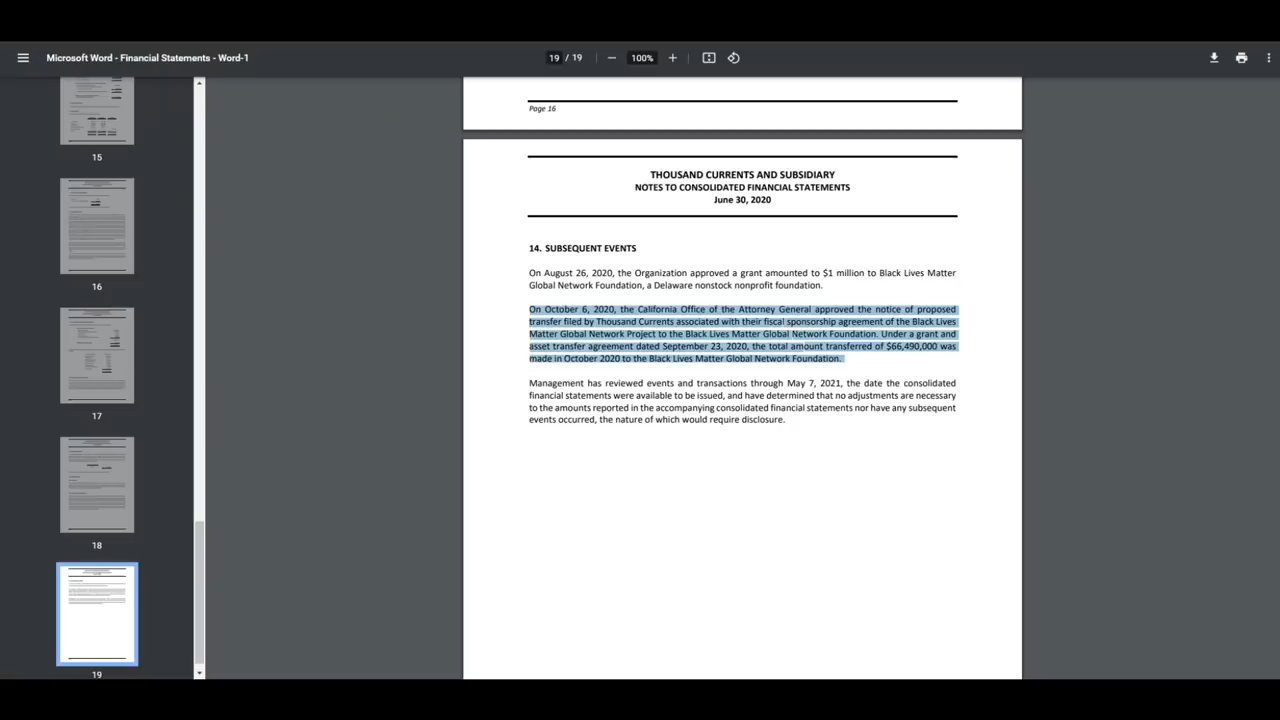 Microsoft Word - Financial Statements - Word-1
19 / 19
100%
15
16
17
18
19
Page 16
THOUSAND CURRENTS AND SUBSIDIARY
NOTES TO CONSOLIDATED FINANCIAL STATEMENTS
June 30, 2020
14. SUBSEQUENT EVENTS
On August 26, 2020, the Organization approved a grant amounted to $1 million to Black Lives Matter
Global Network Foundation, a Delaware nonstock nonprofit foundation.
On October 6, 2020, the California Office of the Attorney General approved the notice of proposed
transfer filed by Thousand Currents associated with their fiscal sponsorship agreement of the Black Lives
Matter Global Network Project to the Black Lives Matter Global Network Foundation. Under a grant and
asset transfer agreement dated September 23, 2020, the total amount transferred of $66,490,000 was
made in October 2020 to the Black Lives Matter Global Network Foundation.
Management has reviewed events and transactions through May 7, 2021, the date the consolidated
financial statements were available to be issued, and have determined that no adjustments are necessary
to the amounts reported in the accompanying consolidated financial statements nor have any subsequent
events occurred, the nature of which would require disclosure.